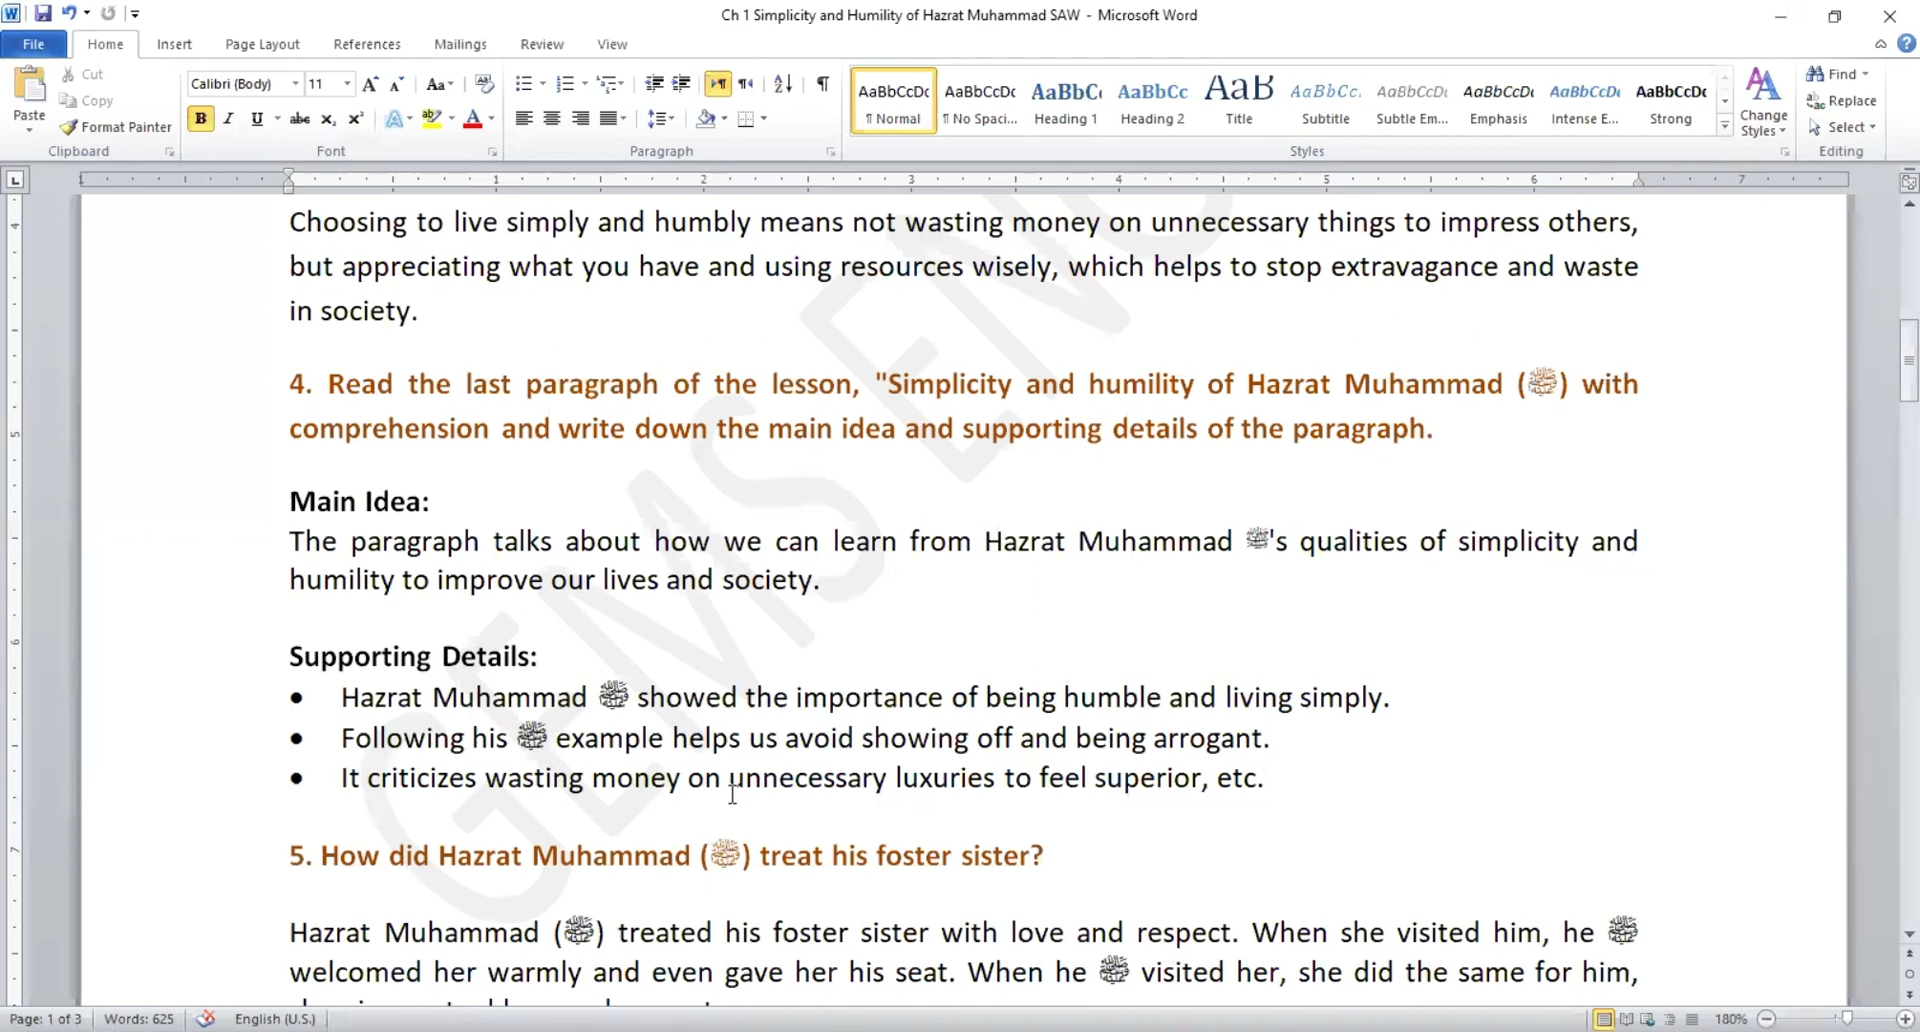 Ch 1 Simplicity and Humility of Hazrat Muhammad SAW - Microsoft Word
File Home Insert Page Layout References Mailings Review View
Paste
Cut
Copy
Format Painter
Clipboard
Calibri (Body) 11
Font
Paragraph
AaBbCcDc AaBbCcDc AaBbC AaBbCc AaB AaBbCc. AaBbCcDc AaBbCcDc AaBbCcDc AaBbCcDc
¶ Normal ¶ No Spaci... Heading 1 Heading 2 Title Subtitle Subtle Em... Emphasis Intense E... Strong
Styles
Change Styles
Find
Replace
Select
Editing
1 1 2 3 4 5 6 7
Choosing to live simply and humbly means not wasting money on unnecessary things to impress others,
but appreciating what you have and using resources wisely, which helps to stop extravagance and waste
in society.
4. Read the last paragraph of the lesson, "Simplicity and humility of Hazrat Muhammad (ﷺ) with
comprehension and write down the main idea and supporting details of the paragraph.
Main Idea:
The paragraph talks about how we can learn from Hazrat Muhammad ﷺ's qualities of simplicity and
humility to improve our lives and society.
Supporting Details:
• Hazrat Muhammad ﷺ showed the importance of being humble and living simply.
• Following his ﷺ example helps us avoid showing off and being arrogant.
• It criticizes wasting money on unnecessary luxuries to feel superior, etc.
5. How did Hazrat Muhammad (ﷺ) treat his foster sister?
Hazrat Muhammad (ﷺ) treated his foster sister with love and respect. When she visited him, he ﷺ
welcomed her warmly and even gave her his seat. When he ﷺ visited her, she did the same for him,
GEMS ENG
Page: 1 of 3 Words: 625 English (U.S.) 180%